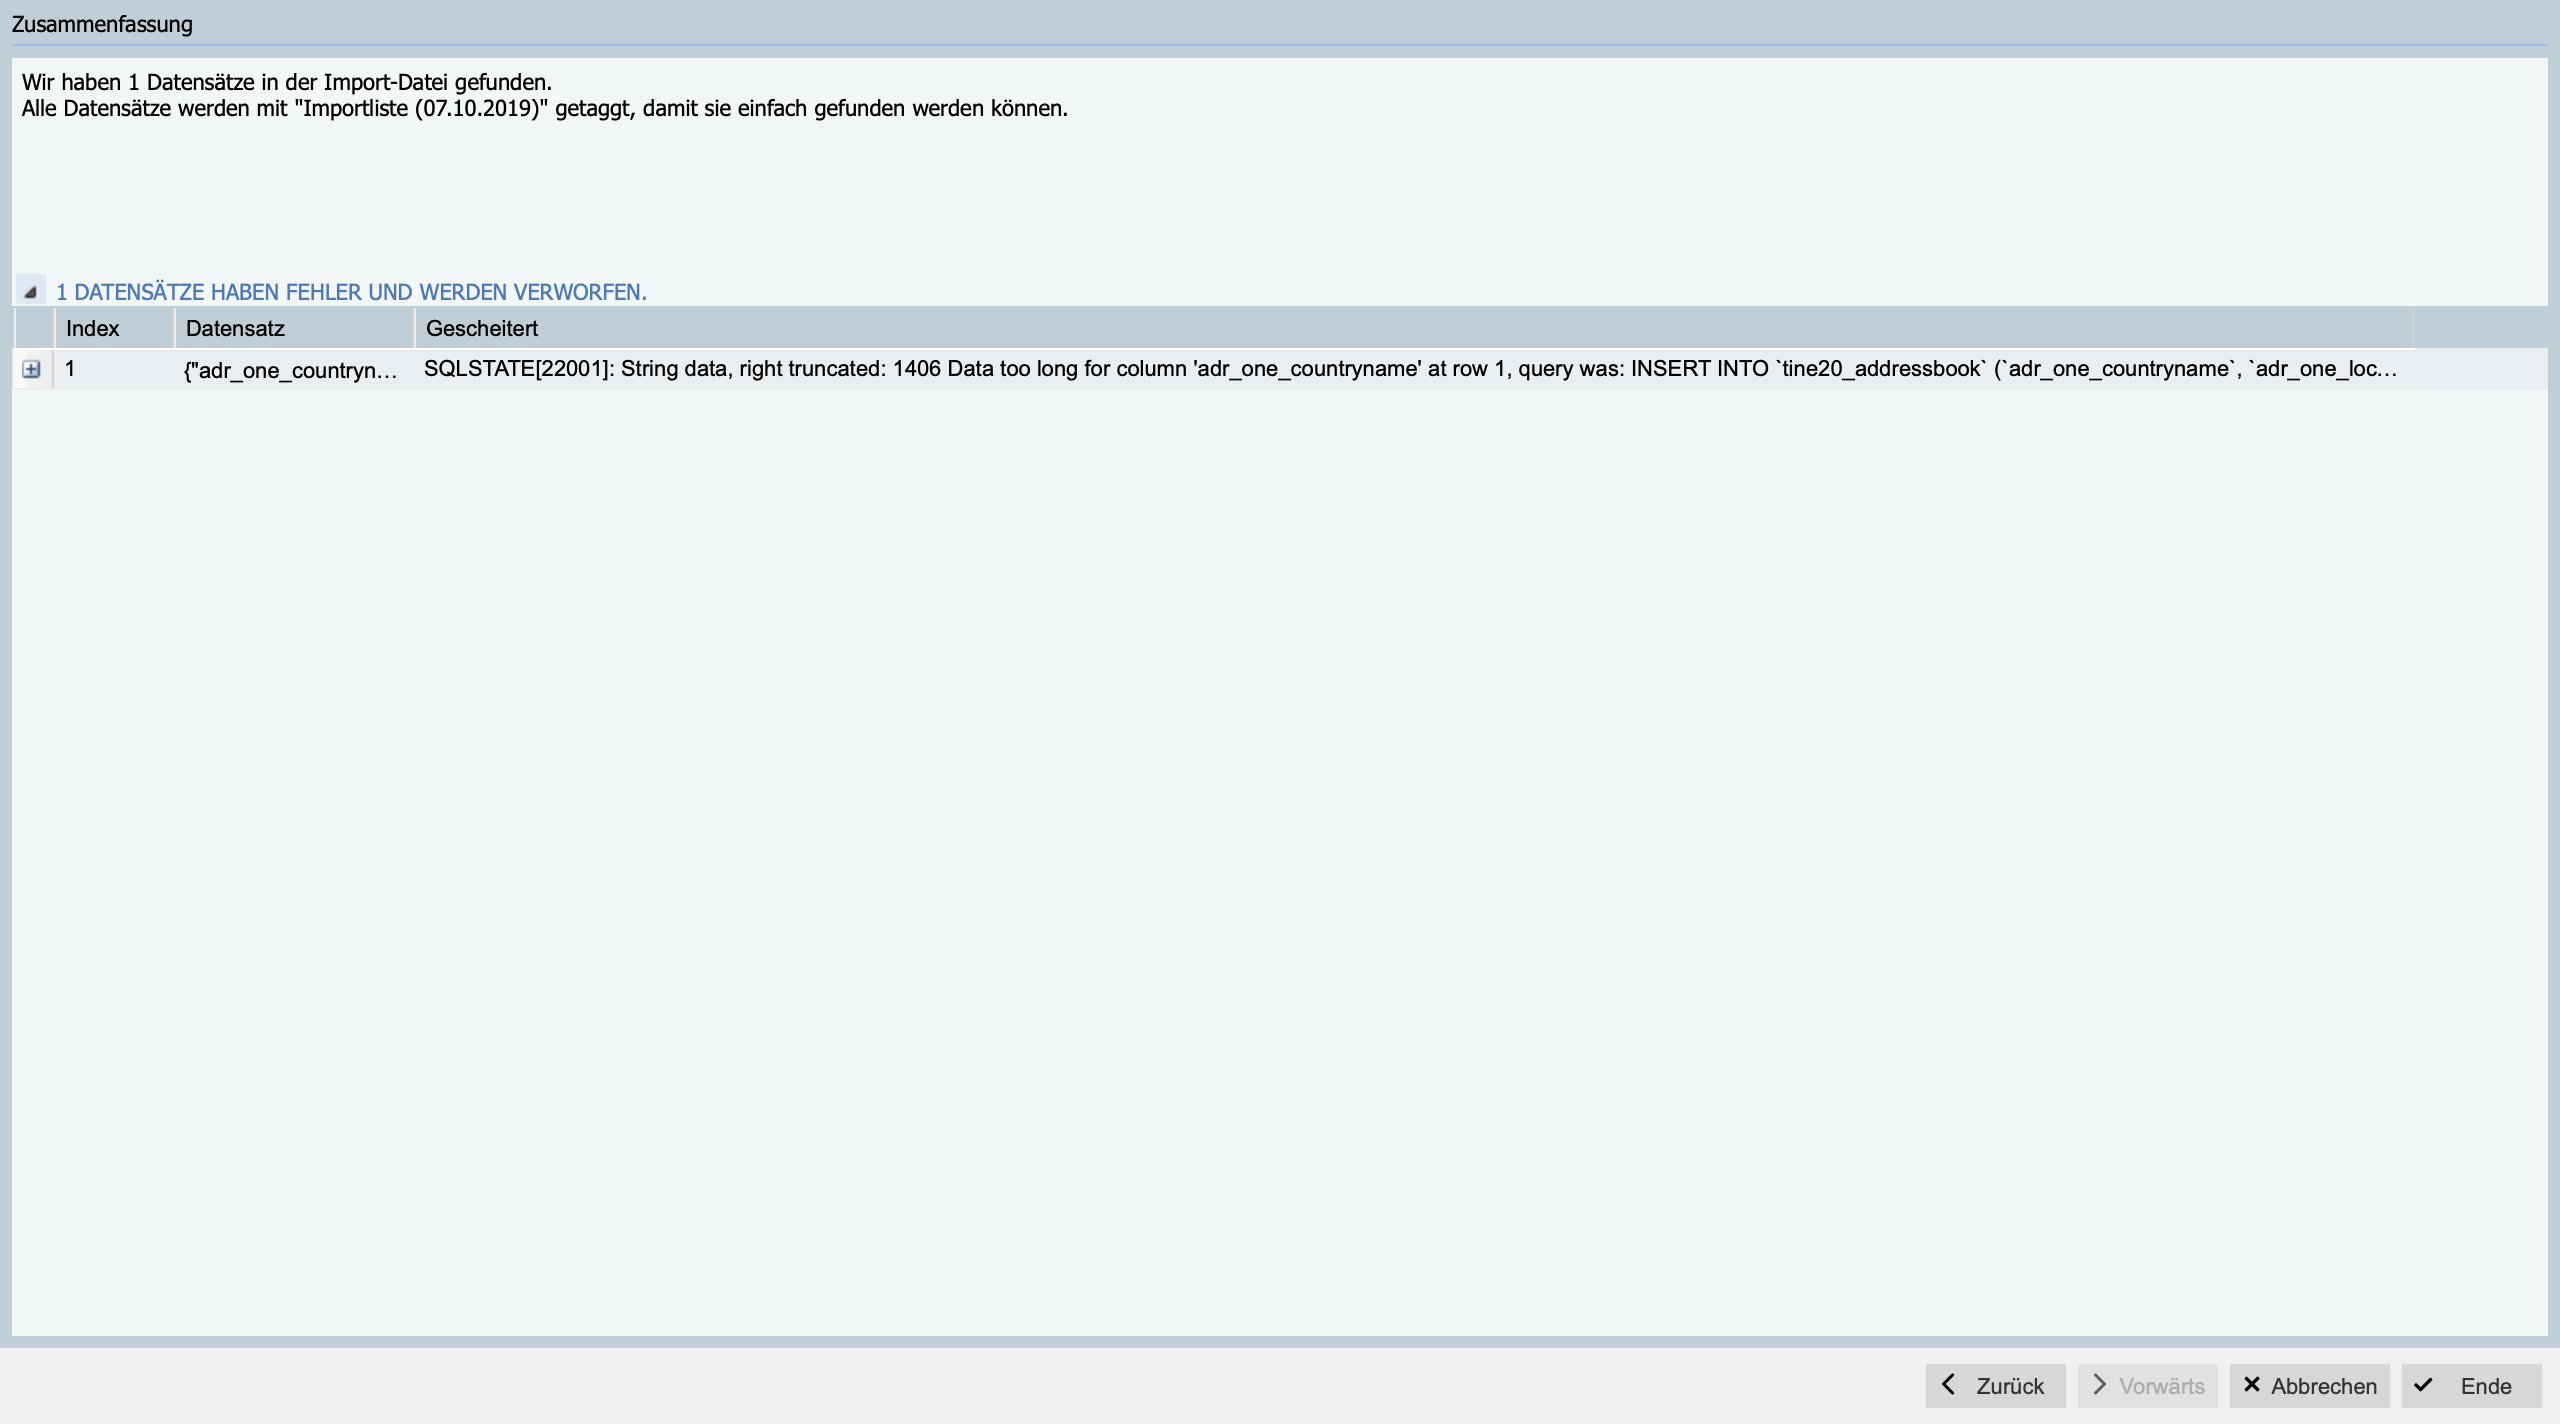 Zusammenfassung
Wir haben 1 Datensätze in der Import-Datei gefunden.
Alle Datensätze werden mit "Importliste (07.10.2019)" getaggt, damit sie einfach gefunden werden können.
1 DATENSÄTZE HABEN FEHLER UND WERDEN VERWORFEN.
Index Datensatz Gescheitert
1 {"adr_one_countryn… SQLSTATE[22001]: String data, right truncated: 1406 Data too long for column 'adr_one_countryname' at row 1, query was: INSERT INTO `tine20_addressbook` (`adr_one_countryname`, `adr_one_loc…
Zurück Vorwärts Abbrechen Ende